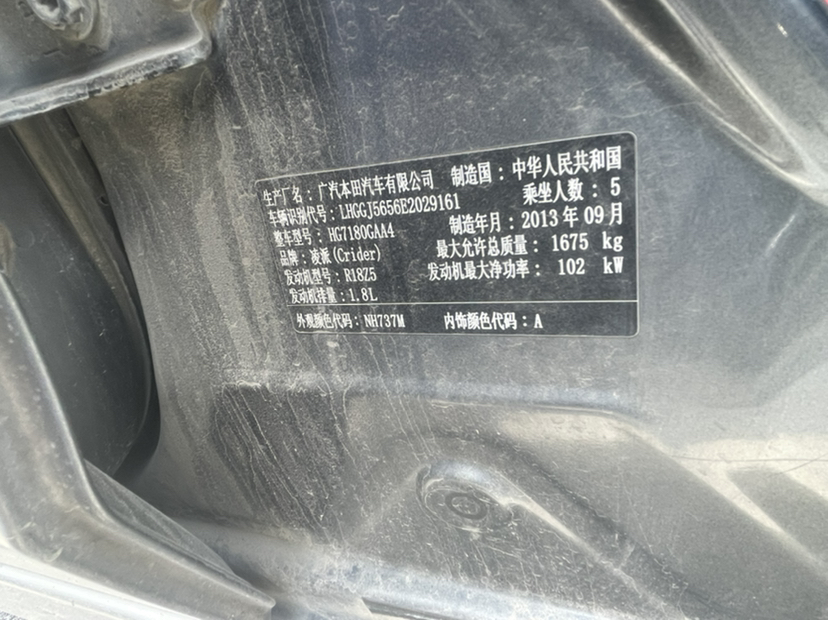 生产厂名：广汽本田汽车有限公司 制造国：中华人民共和国
车辆识别代号：LHGGJ5656E2029161 乘坐人数：5
整车型号：HG7180GAA4 制造年月：2013年09月
品牌：凌派(Crider) 最大允许总质量：1675 kg
发动机型号：R18Z5 发动机最大净功率：102 kW
发动机排量：1.8L
外观颜色代码：NH737M 内饰颜色代码：A